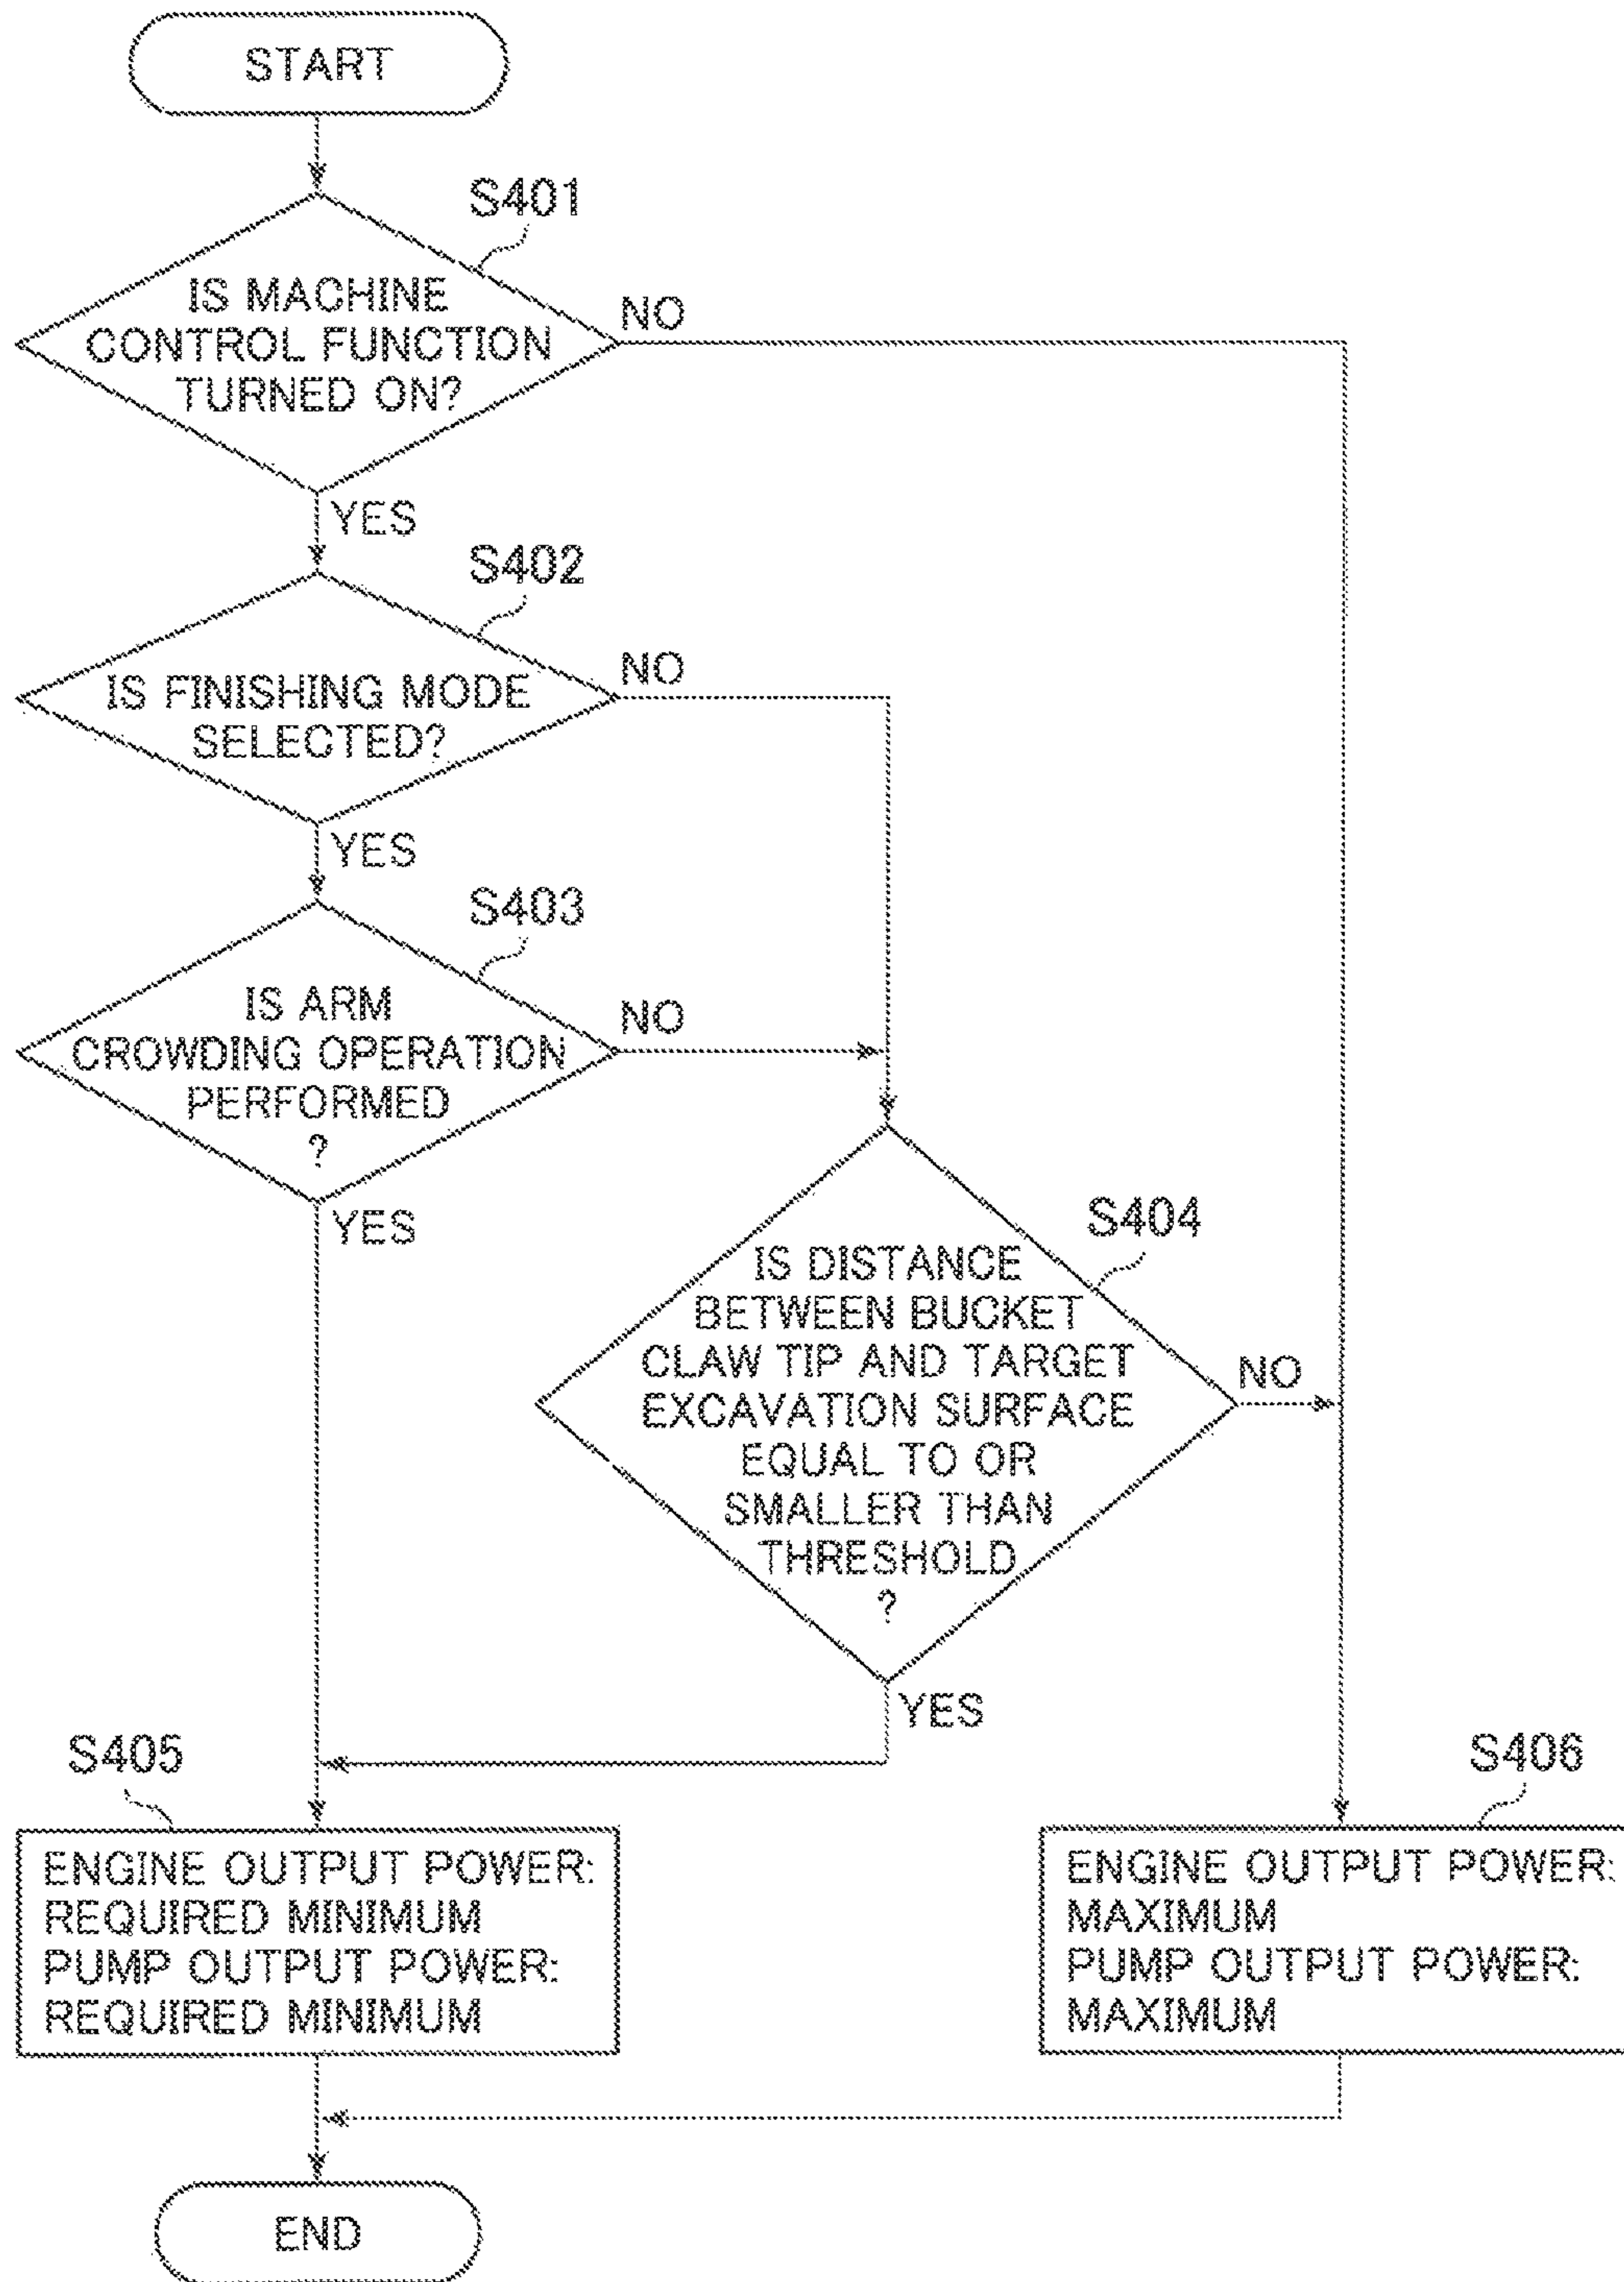 START
S401
IS MACHINE
CONTROL FUNCTION
TURNED ON?
NO
YES
S402
IS FINISHING MODE
SELECTED?
NO
YES
S403
IS ARM
CROWDING OPERATION
PERFORMED
?
NO
YES
S404
IS DISTANCE
BETWEEN BUCKET
CLAW TIP AND TARGET
EXCAVATION SURFACE
EQUAL TO OR
SMALLER THAN
THRESHOLD
?
NO
YES
S405
ENGINE OUTPUT POWER:
REQUIRED MINIMUM
PUMP OUTPUT POWER:
REQUIRED MINIMUM
S406
ENGINE OUTPUT POWER:
MAXIMUM
PUMP OUTPUT POWER:
MAXIMUM
END